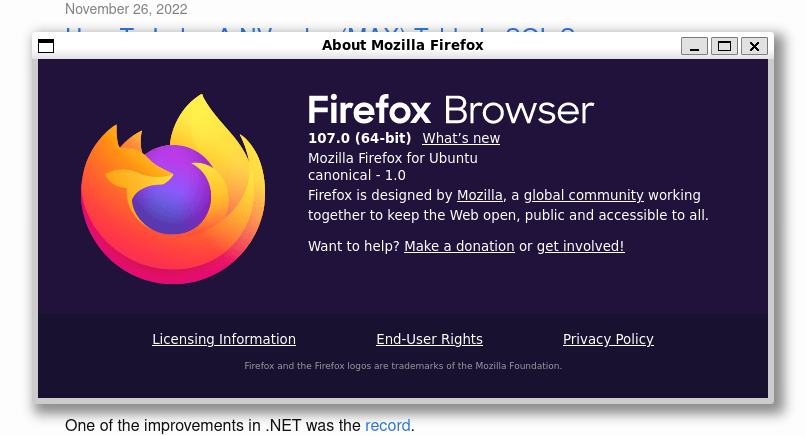 November 26, 2022
About Mozilla Firefox
Firefox Browser
107.0 (64-bit) What's new
Mozilla Firefox for Ubuntu
canonical - 1.0
Firefox is designed by Mozilla, a global community working
together to keep the Web open, public and accessible to all.
Want to help? Make a donation or get involved!
Licensing Information End-User Rights Privacy Policy
Firefox and the Firefox logos are trademarks of the Mozilla Foundation.
One of the improvements in .NET was the record.